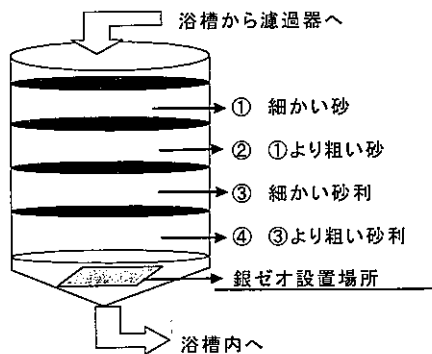 浴槽から濾過器へ
① 細かい砂
② ①より粗い砂
③ 細かい砂利
④ ③より粗い砂利
銀ゼオ設置場所
浴槽内へ